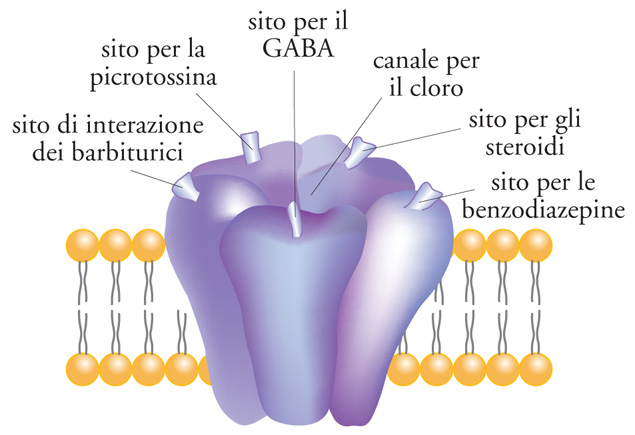 sito per il
GABA
sito per la
picrotossina
canale per
il cloro
sito di interazione
dei barbiturici
sito per gli
steroidi
sito per le
benzodiazepine